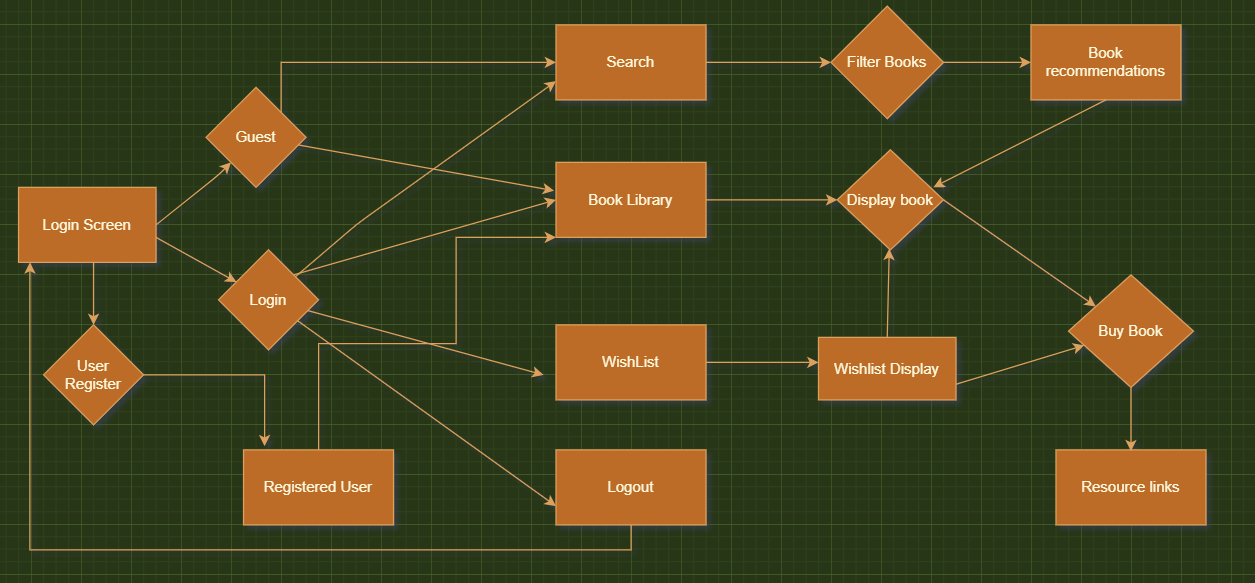 Search
Filter Books
Book
recommendations
Guest
Login Screen
Book Library
Display book
Login
User
Register
WishList
Wishlist Display
Buy Book
Registered User
Logout
Resource links